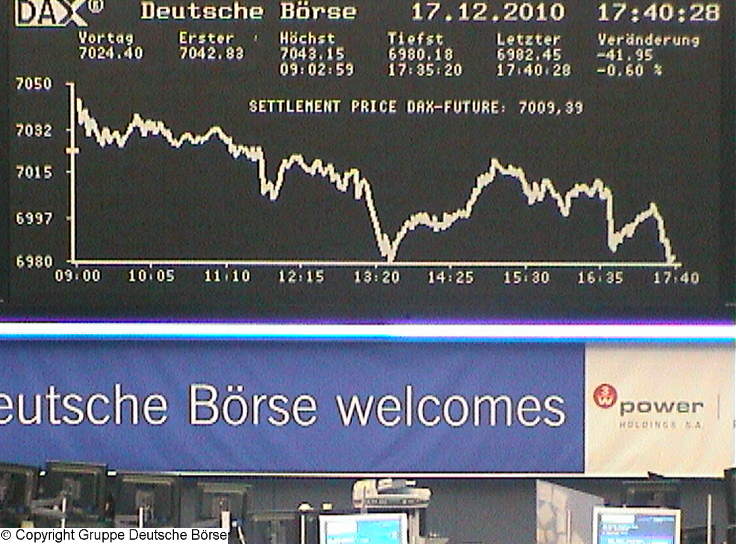 DAX® Deutsche Börse 17.12.2010 17:40:28
Vortag Erster Höchst Tiefst Letzter Veränderung
7024.40 7042.83 7043.15 6980.18 6982.45 -41.95
09:02:59 17:35:20 17:40:28 -0.60 %
7050
SETTLEMENT PRICE DAX-FUTURE: 7009,39
7032
7015
6997
6980
09:00 10:05 11:10 12:15 13:20 14:25 15:30 16:35 17:40
eutsche Börse welcomes
3W power
HOLDINGS S.A.
© Copyright Gruppe Deutsche Börse